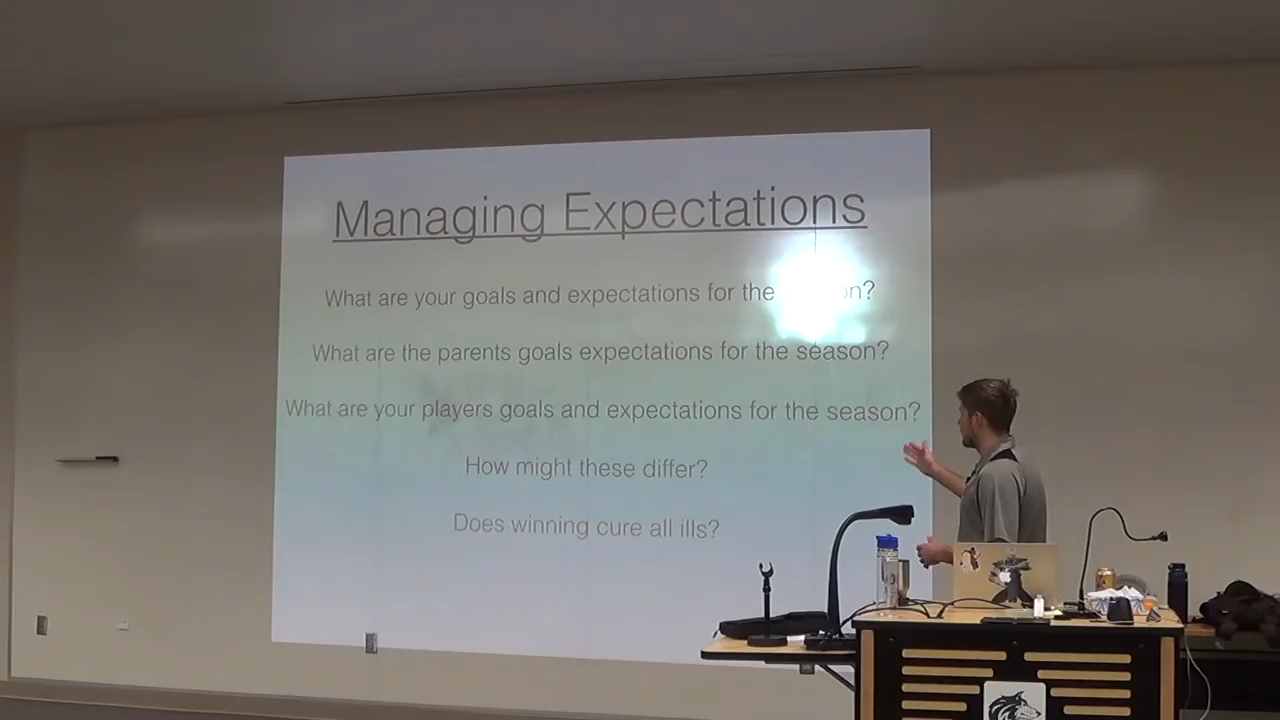 Managing Expectations
What are your goals and expectations for the
What are the parents goals expectations for the season?
What are your players goals and expectations for the season?
How might these differ?
Does winning cure all ills?